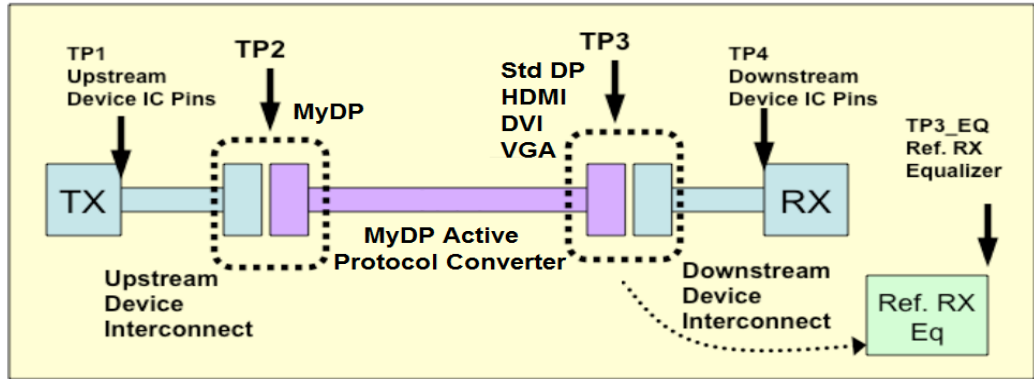 TP1
Upstream
Device IC Pins
TP2
MyDP
TP3
Std DP
HDMI
DVI
VGA
TP4
Downstream
Device IC Pins
TP3_EQ
Ref. RX
Equalizer
TX
RX
MyDP Active
Protocol Converter
Upstream
Device
Interconnect
Downstream
Device
Interconnect
Ref. RX
Eq